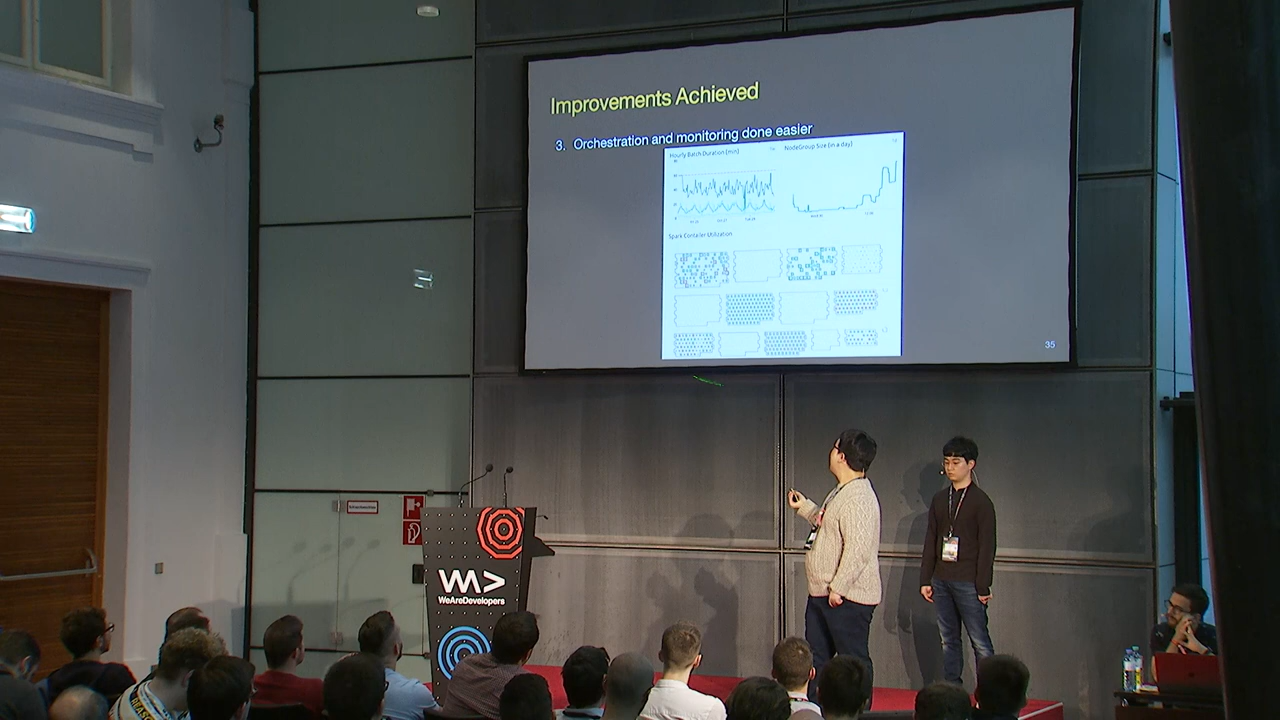 Improvements Achieved
3. Orchestration and monitoring done easier
Hourly Batch Duration (min)
NodeGroup Size (in a day)
Spark Container Utilization
35
WeAreDevelopers